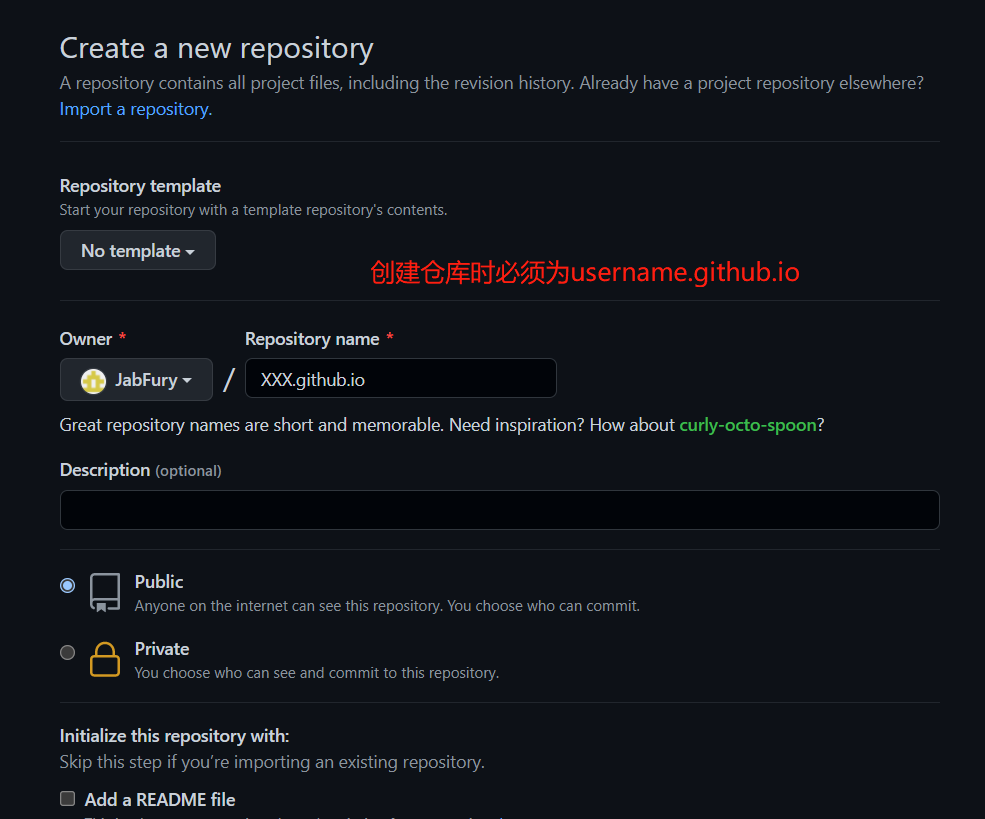 Create a new repository
A repository contains all project files, including the revision history. Already have a project repository elsewhere?
Import a repository.
Repository template
Start your repository with a template repository's contents.
No template
创建仓库时必须为username.github.io
Owner * Repository name *
JabFury / XXX.github.io
Great repository names are short and memorable. Need inspiration? How about curly-octo-spoon?
Description (optional)
Public
Anyone on the internet can see this repository. You choose who can commit.
Private
You choose who can see and commit to this repository.
Initialize this repository with:
Skip this step if you’re importing an existing repository.
Add a README file